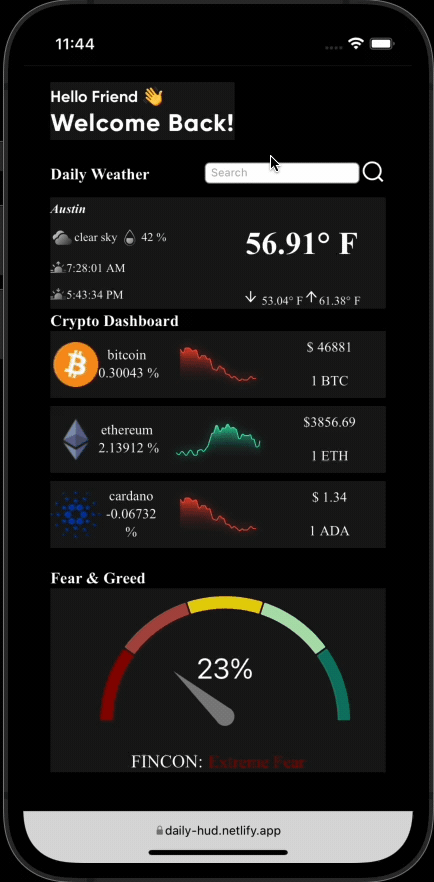 11:44
Hello Friend 👋
Welcome Back!
Daily Weather
Search
Austin
clear sky 42 %
56.91° F
7:28:01 AM
5:43:34 PM
53.04° F 61.38° F
Crypto Dashboard
bitcoin
0.30043 %
$ 46881
1 BTC
ethereum
2.13912 %
$3856.69
1 ETH
cardano
-0.06732
%
$ 1.34
1 ADA
Fear & Greed
23%
FINCON: Extreme Fear
daily-hud.netlify.app